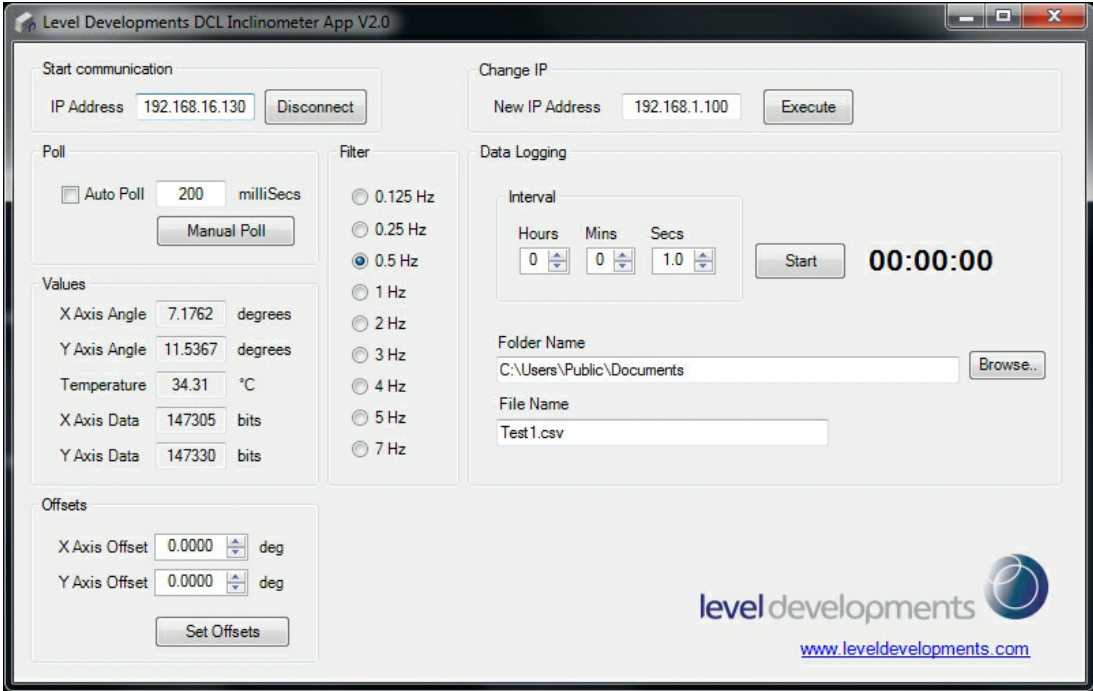 Level Developments DCL Inclinometer App V2.0
Start communication
IP Address 192.168.16.130 Disconnect
Change IP
New IP Address 192.168.1.100 Execute
Poll
Auto Poll 200 milliSecs
Manual Poll
Values
X Axis Angle 7.1762 degrees
Y Axis Angle 11.5367 degrees
Temperature 34.31 °C
X Axis Data 147305 bits
Y Axis Data 147330 bits
Offsets
X Axis Offset 0.0000 deg
Y Axis Offset 0.0000 deg
Set Offsets
Filter
0.125 Hz
0.25 Hz
0.5 Hz
1 Hz
2 Hz
3 Hz
4 Hz
5 Hz
7 Hz
Data Logging
Interval
Hours Mins Secs
0 0 1.0
Start 00:00:00
Folder Name
C:\Users\Public\Documents Browse..
File Name
Test1.csv
level developments
www.leveldevelopments.com